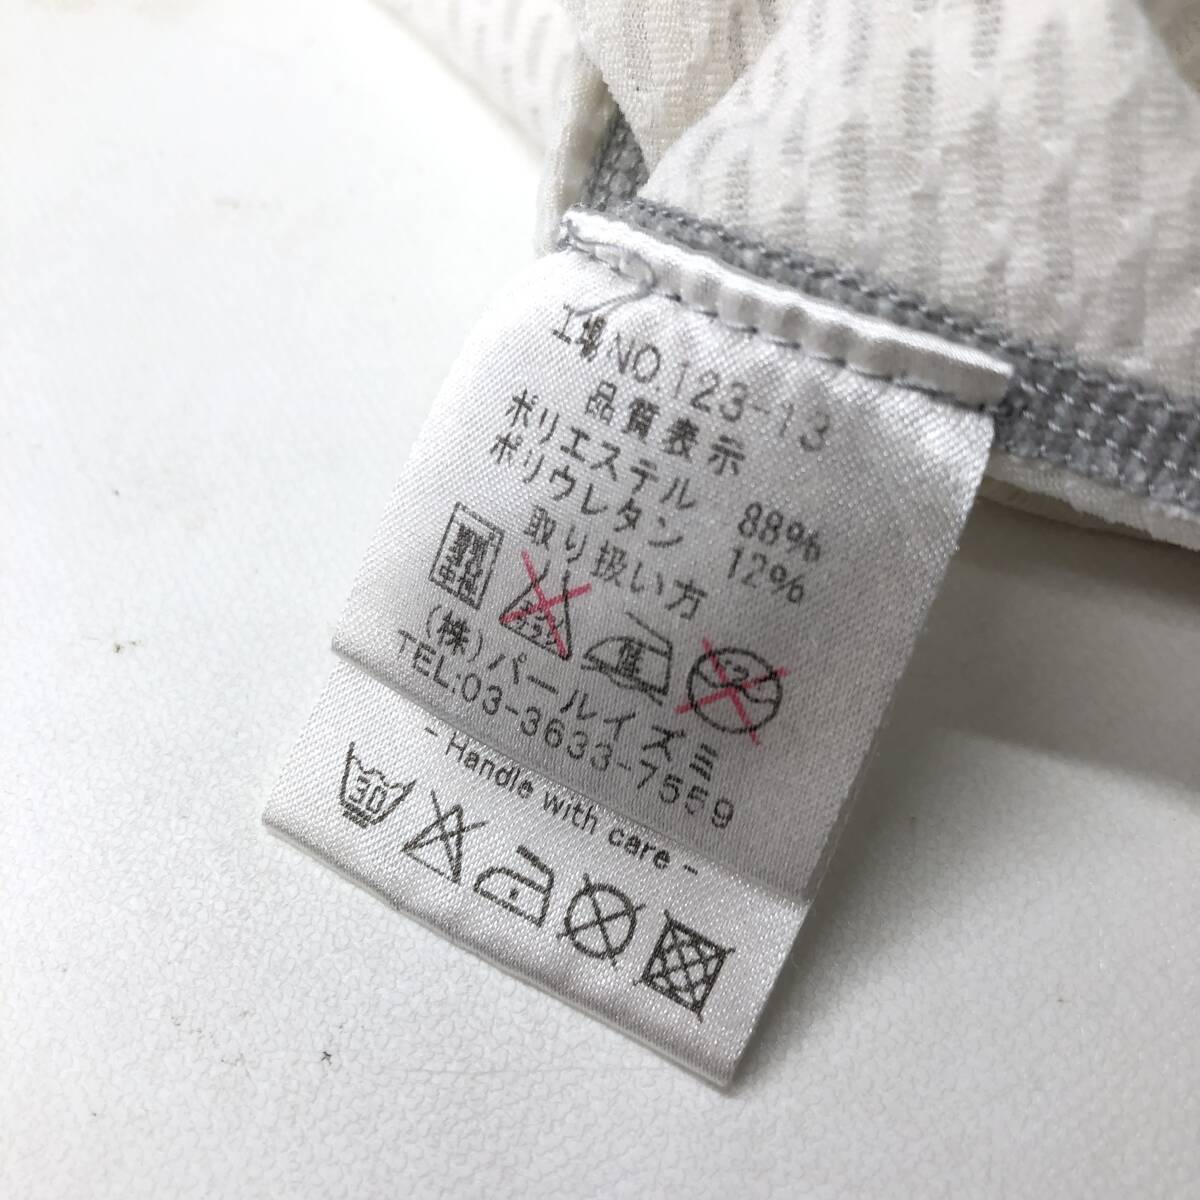 工場NO.123-13
品質表示
ポリエステル 88%
ポリウレタン 12%
取り扱い方
(株)パールイズミ
TEL:03-3633-7559
- Handle with care -
30